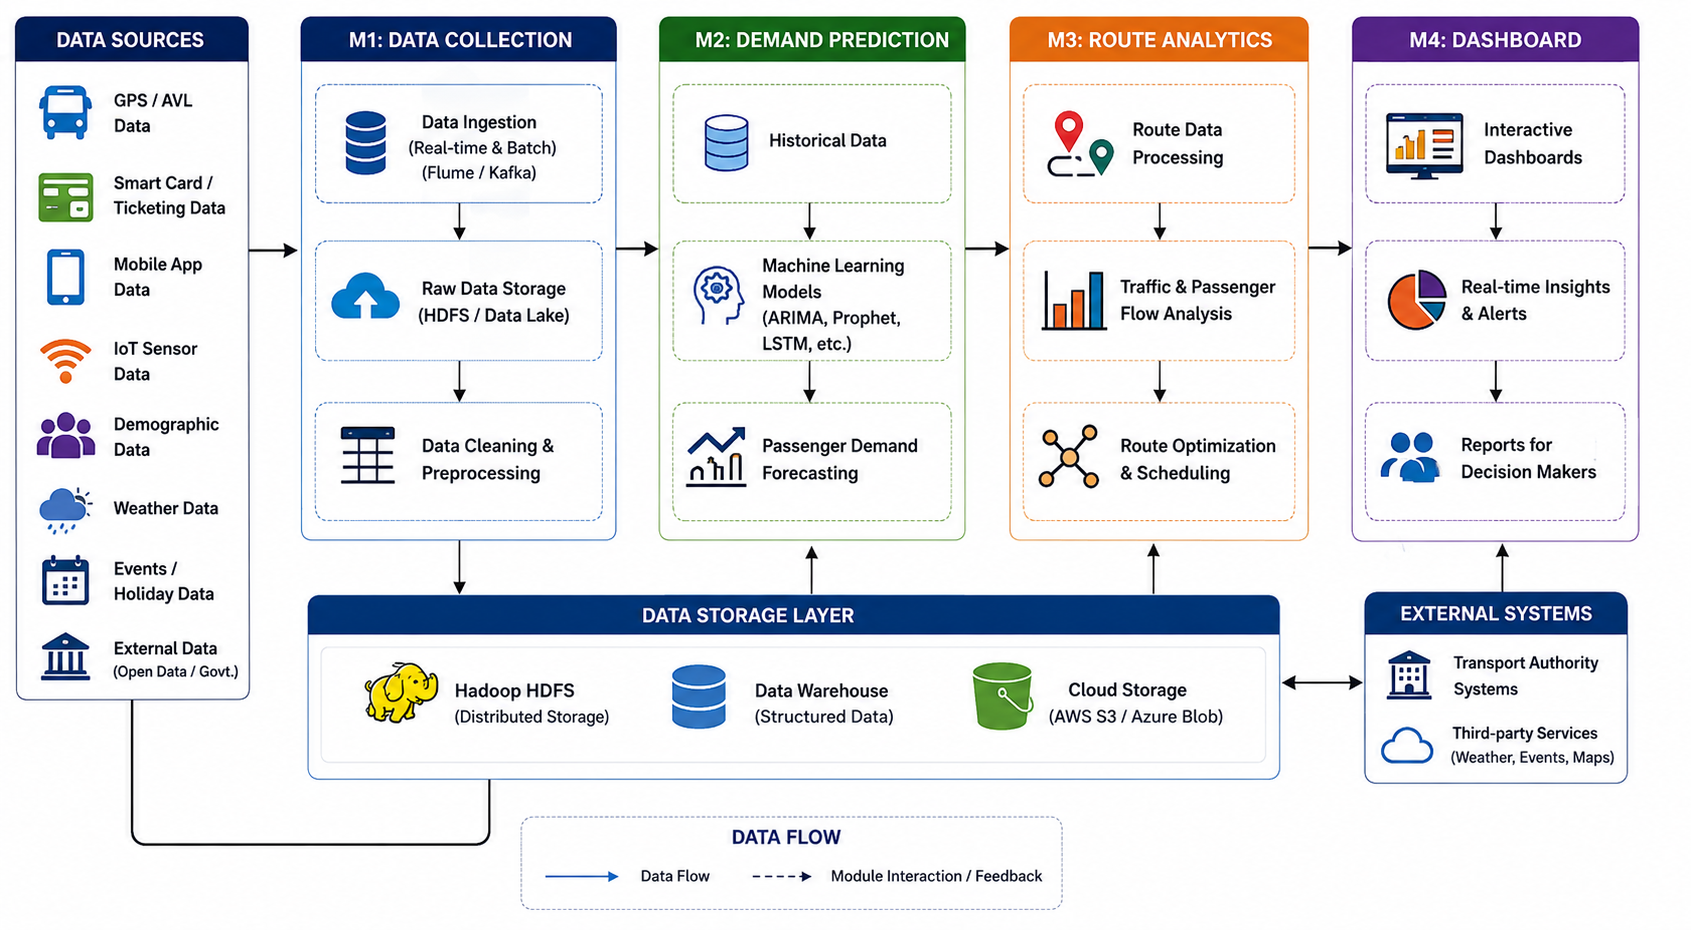 DATA SOURCES
GPS / AVL
Data
Smart Card /
Ticketing Data
Mobile App
Data
IoT Sensor
Data
Demographic
Data
Weather Data
Events /
Holiday Data
External Data
(Open Data / Govt.)
M1: DATA COLLECTION
Data Ingestion
(Real-time & Batch)
(Flume / Kafka)
Raw Data Storage
(HDFS / Data Lake)
Data Cleaning &
Preprocessing
M2: DEMAND PREDICTION
Historical Data
Machine Learning
Models
(ARIMA, Prophet,
LSTM, etc.)
Passenger Demand
Forecasting
M3: ROUTE ANALYTICS
Route Data
Processing
Traffic & Passenger
Flow Analysis
Route Optimization
& Scheduling
M4: DASHBOARD
Interactive
Dashboards
Real-time Insights
& Alerts
Reports for
Decision Makers
DATA STORAGE LAYER
Hadoop HDFS
(Distributed Storage)
Data Warehouse
(Structured Data)
Cloud Storage
(AWS S3 / Azure Blob)
EXTERNAL SYSTEMS
Transport Authority
Systems
Third-party Services
(Weather, Events, Maps)
DATA FLOW
Data Flow
Module Interaction / Feedback